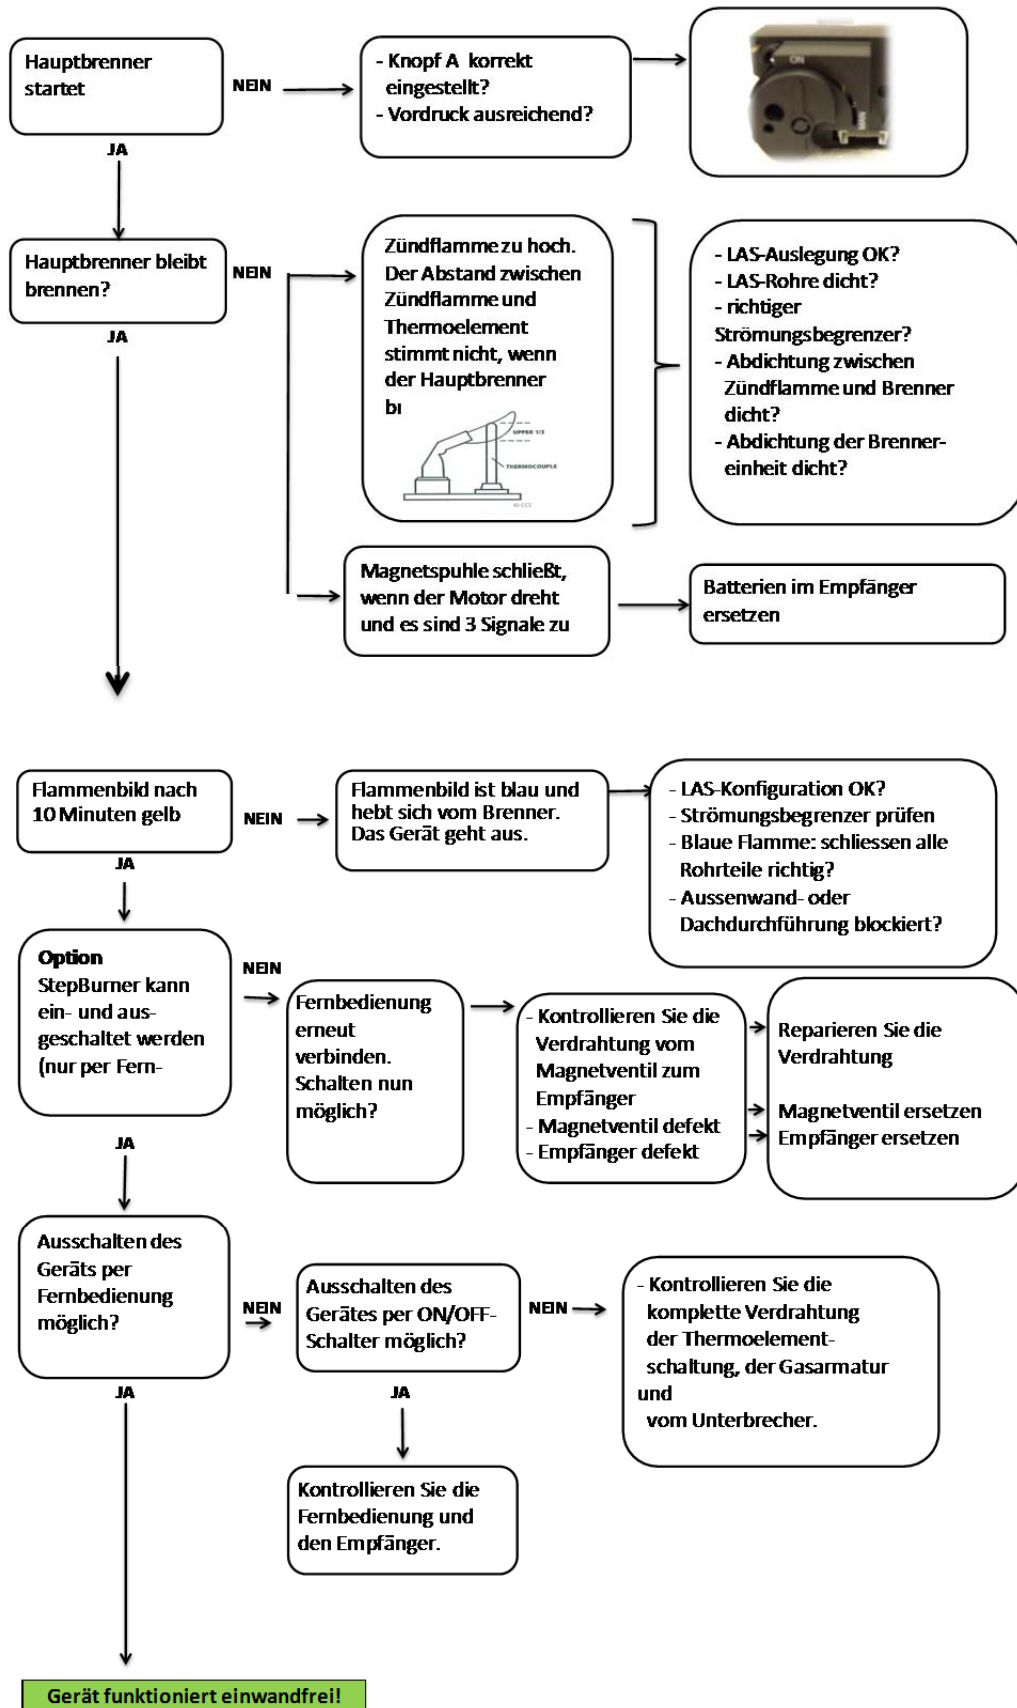 Hauptbrenner
startet
NEIN
- Knopf A korrekt
eingestellt?
- Vordruck ausreichend?
ON
JA
Hauptbrenner bleibt
brennen?
NEIN
Zündflamme zu hoch.
Der Abstand zwischen
Zündflamme und
Thermoelement
stimmt nicht, wenn
der Hauptbrenner
UPPER 1/3
THERMOCOUPLE
- LAS-Auslegung OK?
- LAS-Rohre dicht?
- richtiger
Strömungsbegrenzer?
- Abdichtung zwischen
Zündflamme und Brenner
dicht?
- Abdichtung der Brenner-
einheit dicht?
JA
Magnetspuhle schließt,
wenn der Motor dreht
und es sind 3 Signale zu
Batterien im Empfänger
ersetzen
Flammenbild nach
10 Minuten gelb
NEIN
Flammenbild ist blau und
hebt sich vom Brenner.
Das Gerät geht aus.
- LAS-Konfiguration OK?
- Strömungsbegrenzer prüfen
- Blaue Flamme: schliessen alle
Rohrteile richtig?
- Aussenwand- oder
Dachdurchführung blockiert?
JA
Option
StepBurner kann
ein- und aus-
geschaltet werden
(nur per Fern-
NEIN
Fernbedienung
erneut
verbinden.
Schalten nun
möglich?
- Kontrollieren Sie die
Verdrahtung vom
Magnetventil zum
Empfänger
- Magnetventil defekt
- Empfänger defekt
Reparieren Sie die
Verdrahtung
Magnetventil ersetzen
Empfänger ersetzen
JA
Ausschalten des
Geräts per
Fernbedienung
möglich?
NEIN
Ausschalten des
Gerätes per ON/OFF-
Schalter möglich?
NEIN
- Kontrollieren Sie die
komplette Verdrahtung
der Thermoelement-
schaltung, der Gasarmatur
und
vom Unterbrecher.
JA
JA
Kontrollieren Sie die
Fernbedienung und
den Empfänger.
Gerät funktioniert einwandfrei!